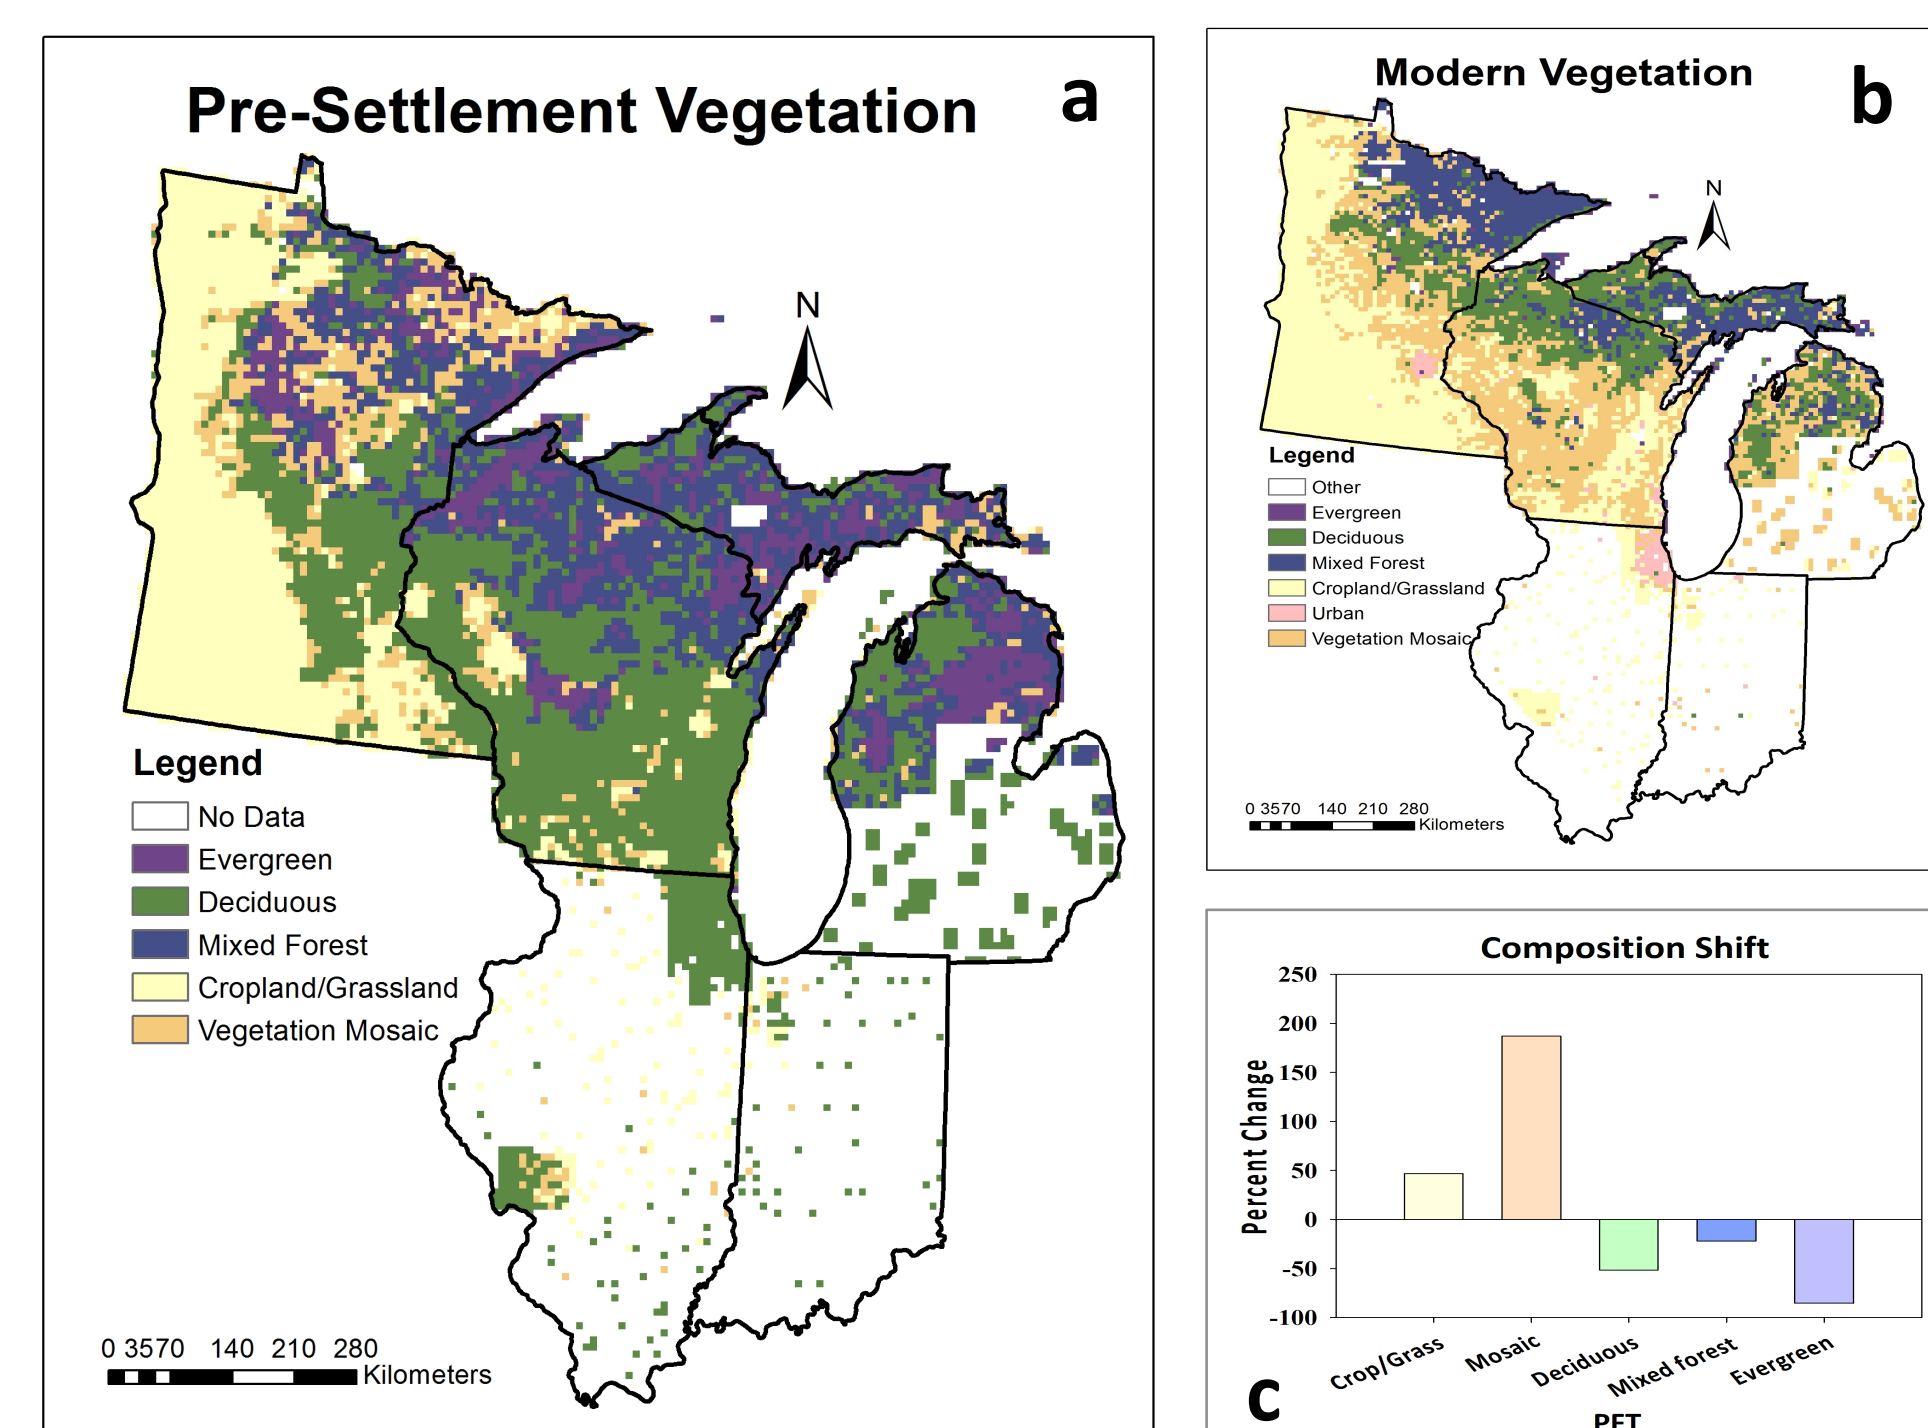 Pre-Settlement Vegetation
a
N
Legend
No Data
Evergreen
Deciduous
Mixed Forest
Cropland/Grassland
Vegetation Mosaic
0 3570 140 210 280
Kilometers
Modern Vegetation
b
N
Legend
Other
Evergreen
Deciduous
Mixed Forest
Cropland/Grassland
Urban
Vegetation Mosaic
0 3570 140 210 280
Kilometers
Composition Shift
Percent Change
250
200
150
100
50
0
-50
-100
Crop/Grass
Mosaic
Deciduous
Mixed forest
Evergreen
PFT
c